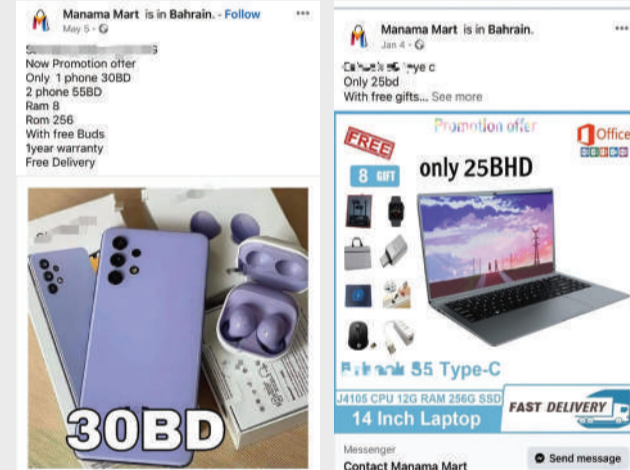 Manama Mart is in Bahrain. · Follow
May 5 ·
Now Promotion offer
Only 1 phone 30BD
2 phone 55BD
Ram 8
Rom 256
With free Buds
1year warranty
Free Delivery
30BD
Manama Mart is in Bahrain.
Jan 4 ·
Only 25bd
With free gifts... See more
Promotion offer
FREE
8 GIFT
only 25BHD
Office
S5 Type-C
J4105 CPU 12G RAM 256G SSD
14 Inch Laptop
FAST DELIVERY
Messenger
Contact Manama Mart
Send message